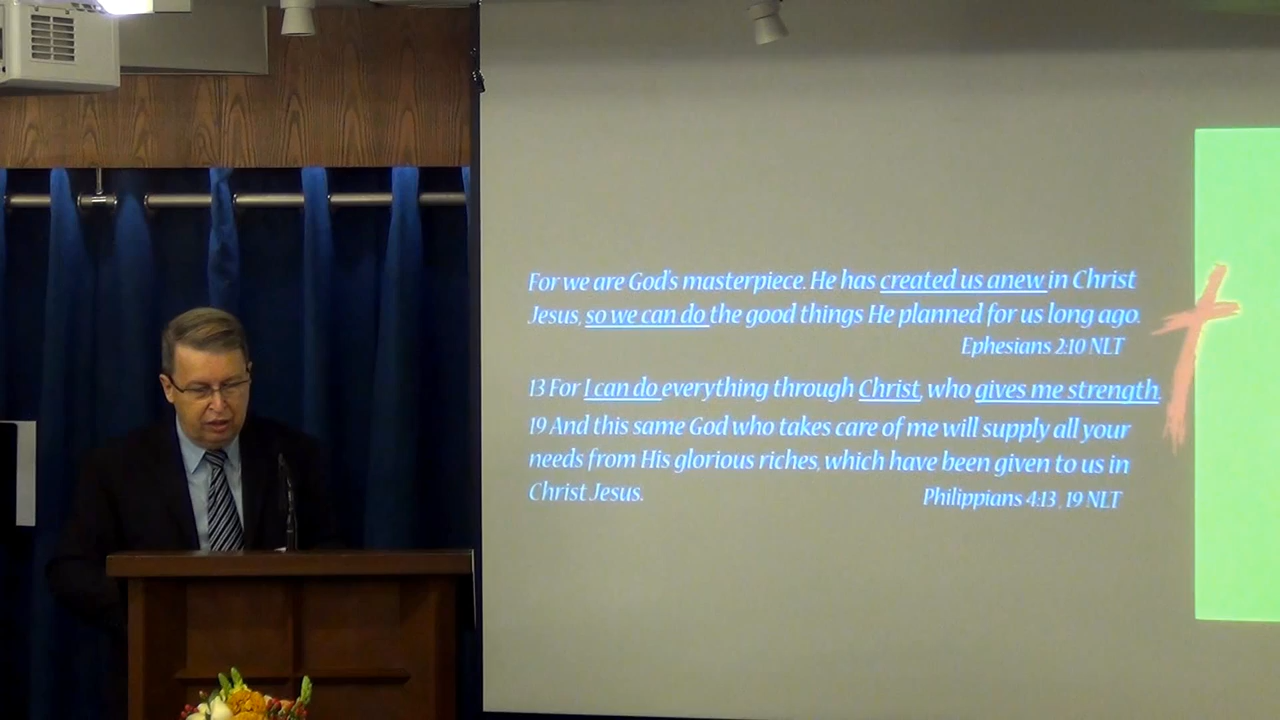 For we are God's masterpiece. He has created us anew in Christ
Jesus, so we can do the good things He planned for us long ago.
Ephesians 2:10 NLT
13 For I can do everything through Christ, who gives me strength.
19 And this same God who takes care of me will supply all your
needs from His glorious riches, which have been given to us in
Christ Jesus.
Philippians 4:13, 19 NLT